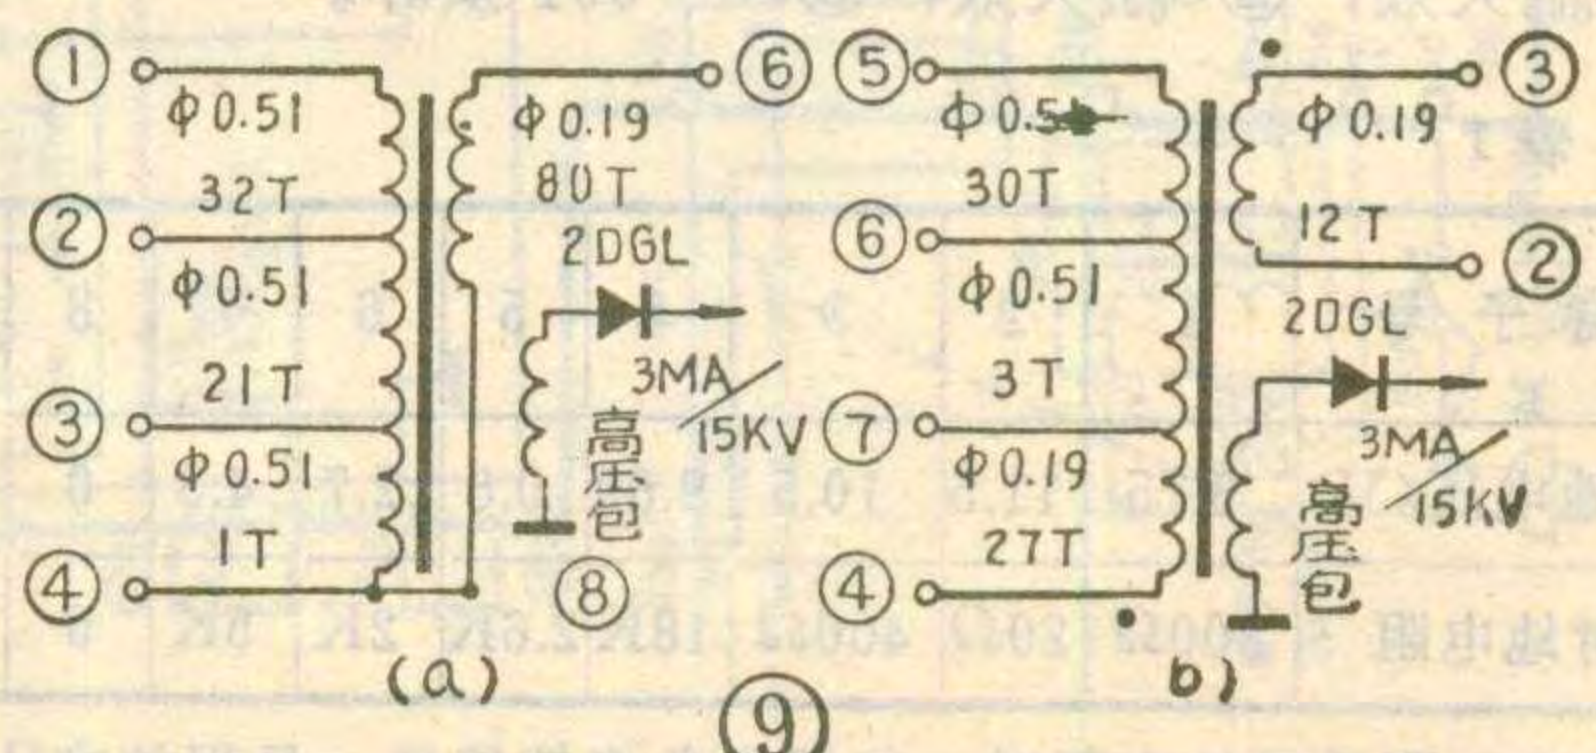 ①
Φ0.51
32T
②
Φ0.51
21T
③
Φ0.51
1T
④
⑥
Φ0.19
80T
2DGL
3MA/15KV
高压包
⑧
(a)
⑤
30T
⑥
Φ0.51
3T
⑦
Φ0.19
27T
④
③
Φ0.19
12T
②
2DGL
3MA/15KV
高压包
b)
⑨